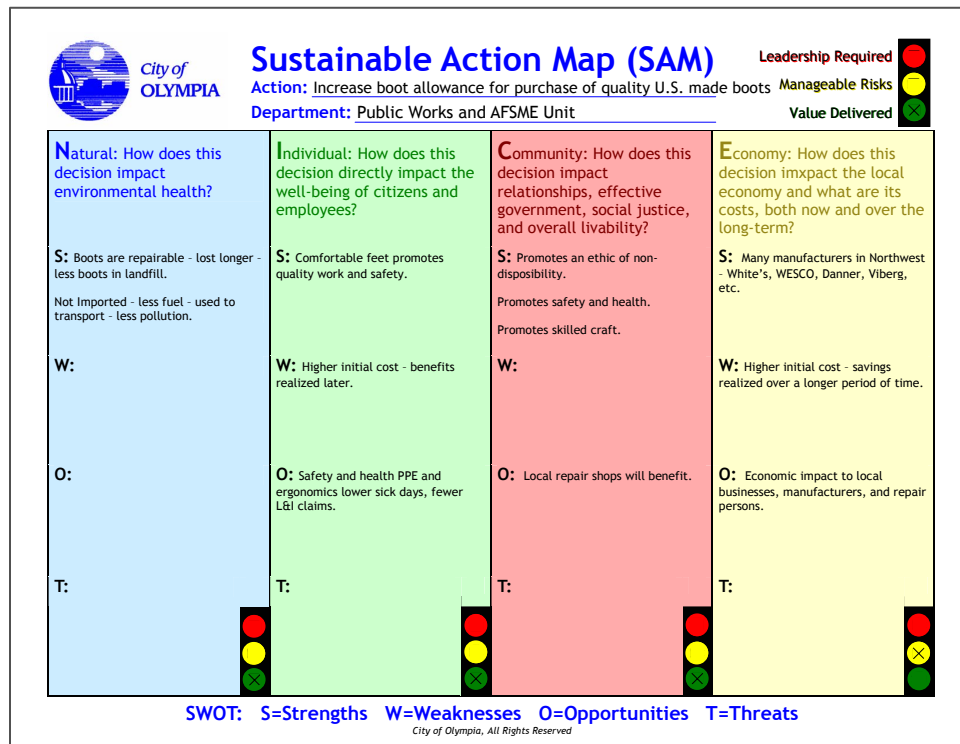 City of
OLYMPIA
Sustainable Action Map (SAM)
Action: Increase boot allowance for purchase of quality U.S. made boots
Department: Public Works and AFSME Unit
Leadership Required
Manageable Risks
Value Delivered
Natural: How does this
decision impact
environmental health?
S: Boots are repairable – lost longer –
less boots in landfill.
Not Imported – less fuel – used to
transport – less pollution.
W:
O:
T:
Individual: How does this
decision directly impact the
well-being of citizens and
employees?
S: Comfortable feet promotes
quality work and safety.
W: Higher initial cost – benefits
realized later.
O: Safety and health PPE and
ergonomics lower sick days, fewer
L&I claims.
T:
Community: How does this
decision impact
relationships, effective
government, social justice,
and overall livability?
S: Promotes an ethic of non-
disposibility.
Promotes safety and health.
Promotes skilled craft.
W:
O: Local repair shops will benefit.
T:
Economy: How does this
decision imxpact the local
economy and what are its
costs, both now and over the
long-term?
S: Many manufacturers in Northwest
– White's, WESCO, Danner, Viberg,
etc.
W: Higher initial cost – savings
realized over a longer period of time.
O: Economic impact to local
businesses, manufacturers, and repair
persons.
T:
SWOT: S=Strengths W=Weaknesses O=Opportunities T=Threats
City of Olympia, All Rights Reserved